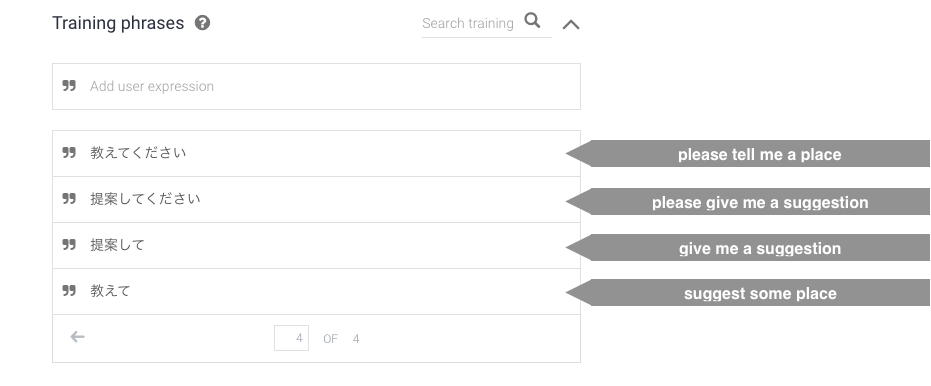 Training phrases
Search training
Add user expression
教えてください
please tell me a place
提案してください
please give me a suggestion
提案して
give me a suggestion
教えて
suggest some place
4 OF 4